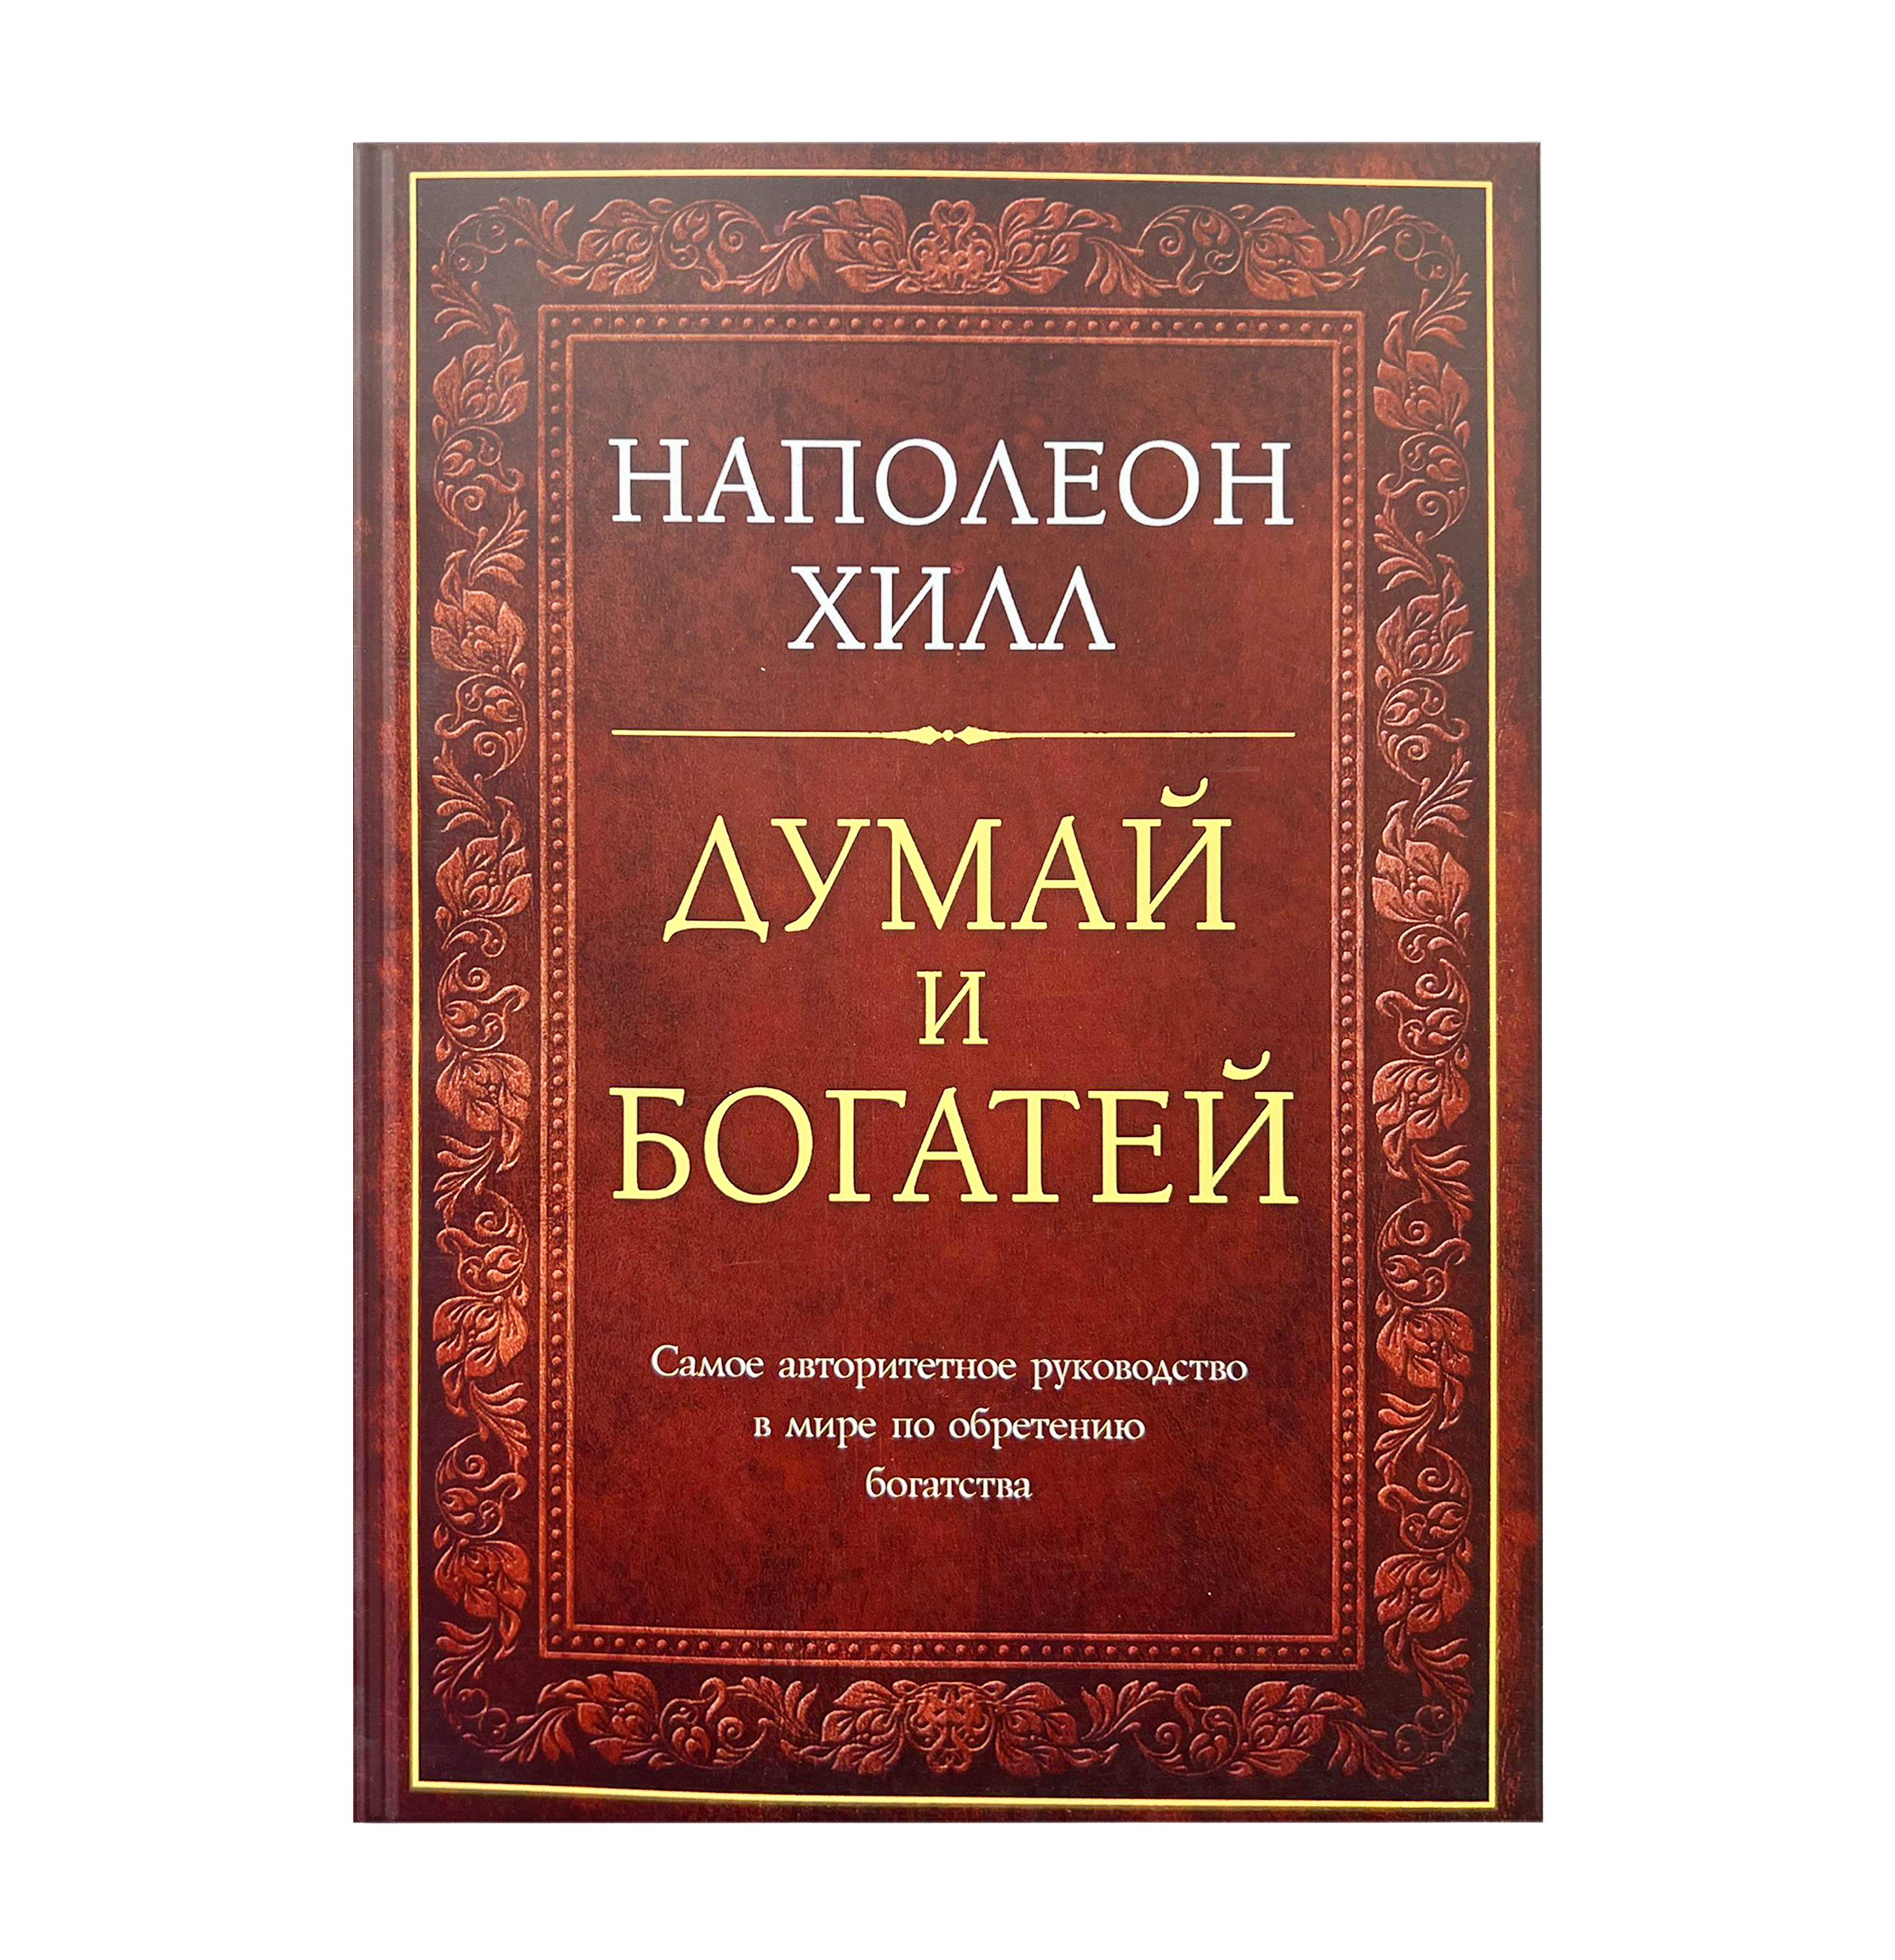 НАПОЛЕОН
ХИЛЛ
ДУМАЙ
И
БОГАТЕЙ
Самое авторитетное руководство
в мире по обретению
богатства